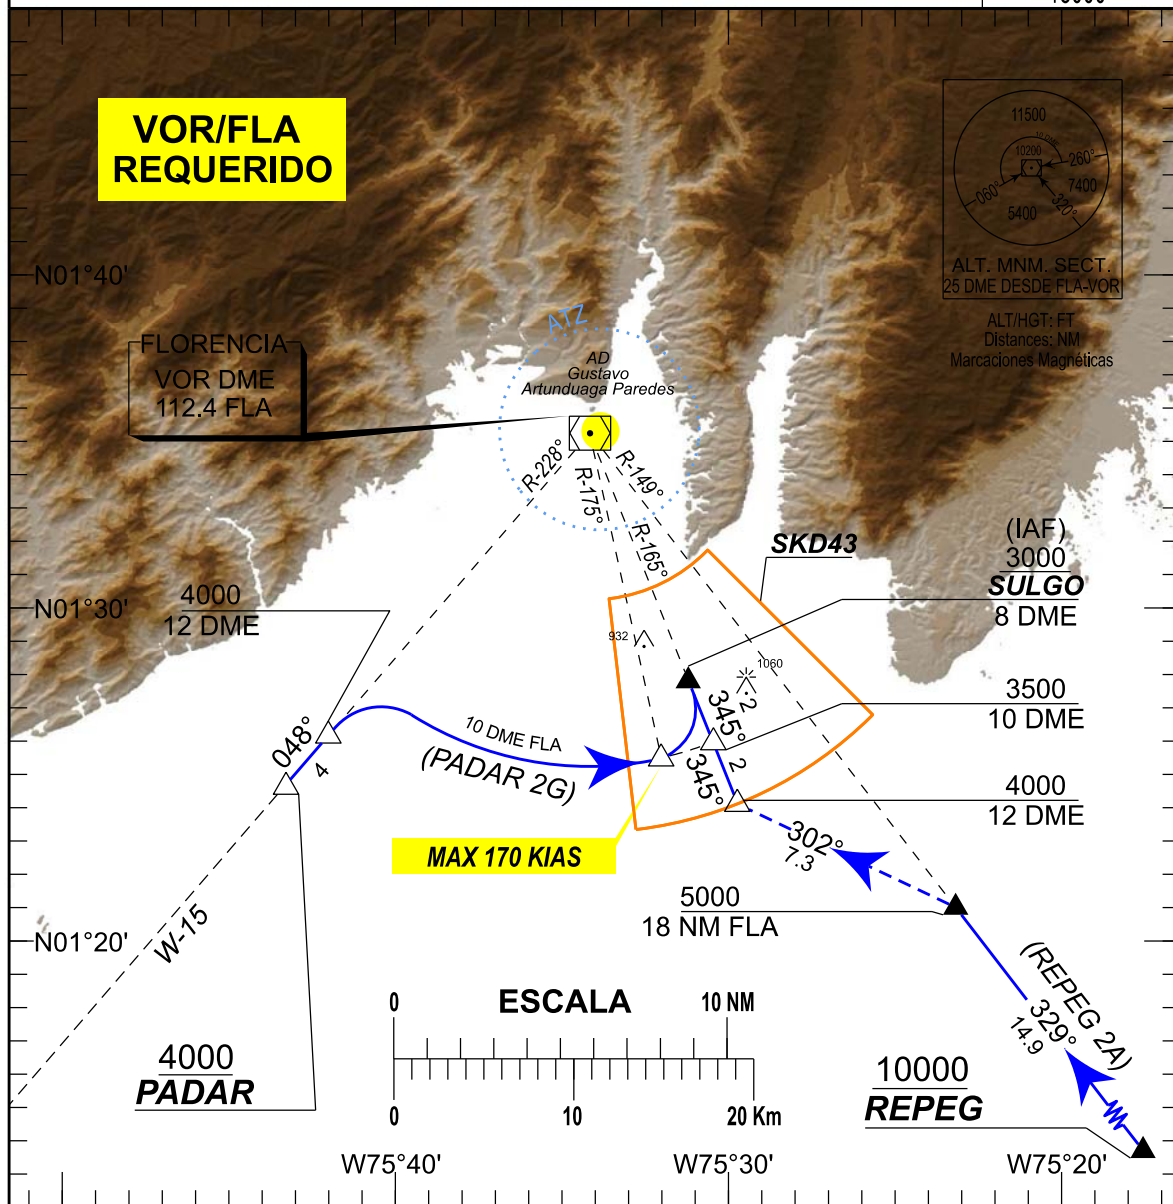 VOR/FLA
REQUERIDO
11500
10 DME
10200
260°
060°
7400
320°
5400
ALT. MNM. SECT.
25 DME DESDE FLA-VOR
ALT/HGT: FT
Distances: NM
Marcaciones Magnéticas
N01°40'
ATZ
FLORENCIA
VOR DME
112.4 FLA
AD
Gustavo
Artunduaga Paredes
R-228°
R-175°
R-165°
R-149°
SKD43
(IAF)
3000
SULGO
8 DME
N01°30'
4000
12 DME
932
1060
3500
10 DME
345°
2
048°
4
10 DME FLA
(PADAR 2G)
345°
2
4000
12 DME
MAX 170 KIAS
302°
7.3
5000
18 NM FLA
W-15
N01°20'
(REPEG 2A)
329°
14.9
0
ESCALA
10 NM
0
10
20 Km
4000
PADAR
10000
REPEG
W75°40'
W75°30'
W75°20'